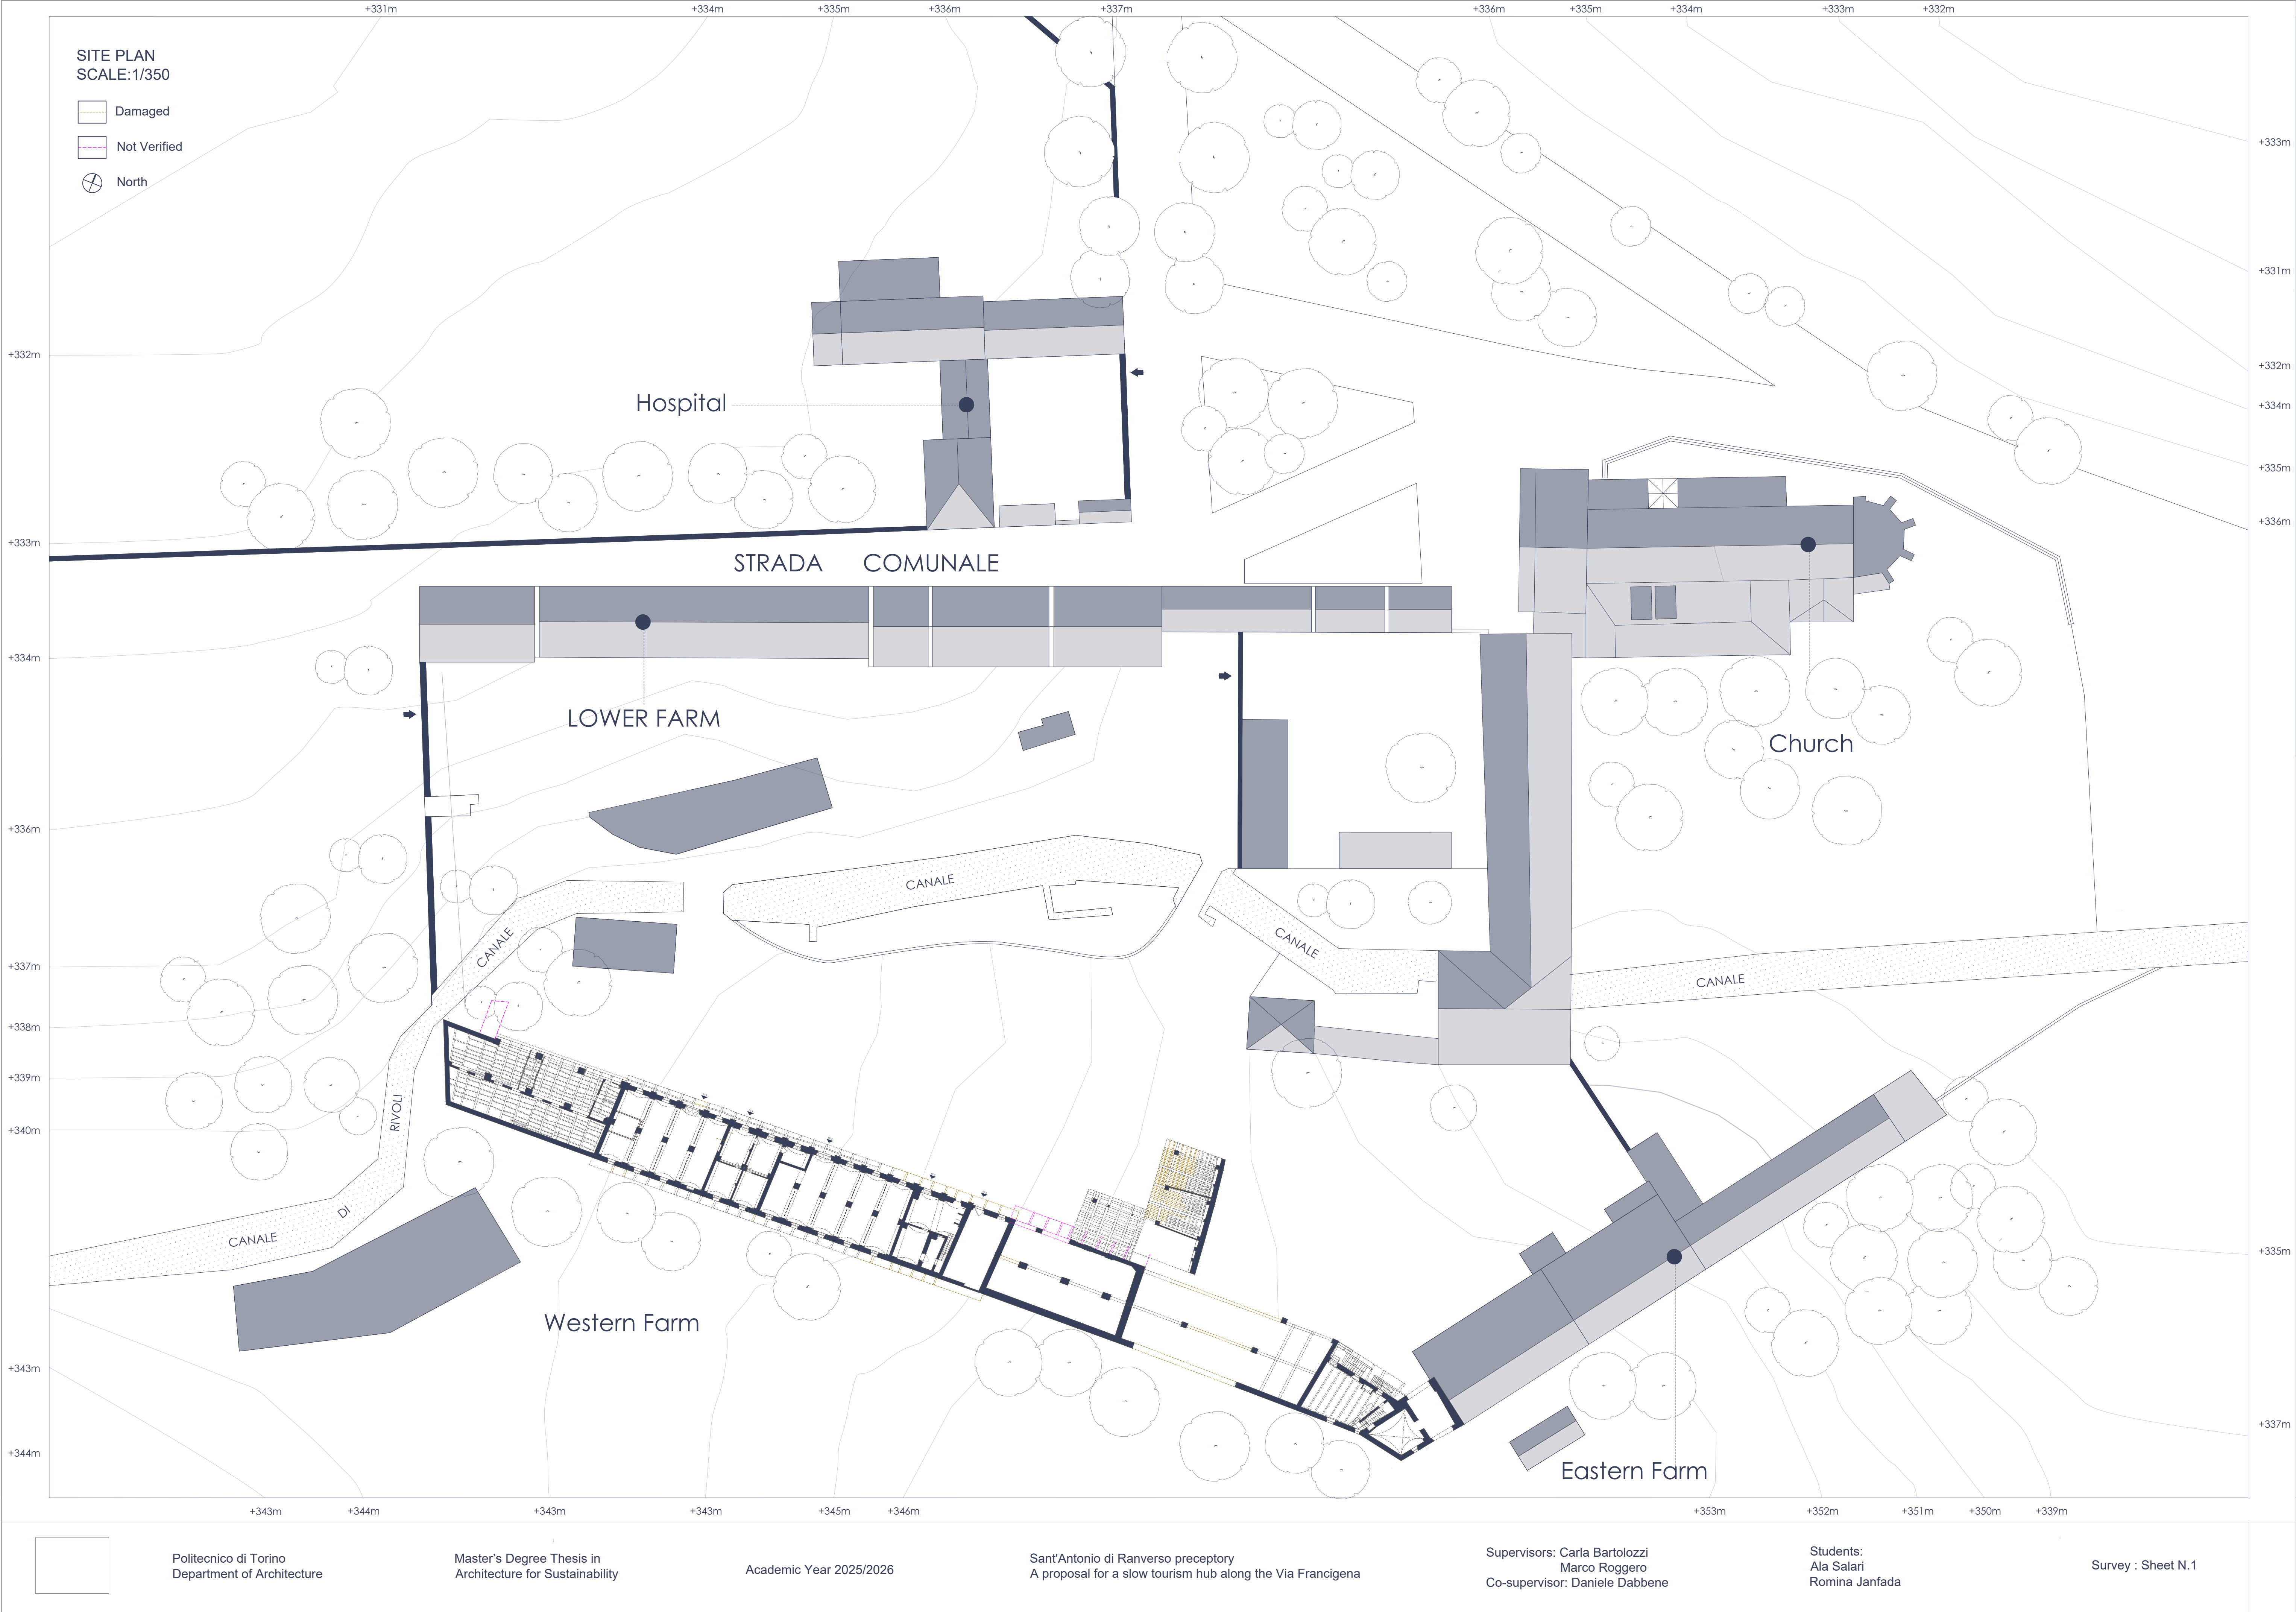 +331m
+334m
+335m
+336m
+337m
+336m
+335m
+334m
+333m
+332m
SITE PLAN
SCALE:1/350
Damaged
Not Verified
North
+333m
+331m
+332m
+332m
Hospital
+334m
+335m
+336m
+333m
STRADA COMUNALE
+334m
LOWER FARM
Church
+336m
CANALE
CANALE
CANALE
CANALE
+337m
+338m
+339m
+340m
RIVOLI
DI
CANALE
+335m
Western Farm
+343m
+337m
+344m
Eastern Farm
+343m
+344m
+343m
+343m
+345m
+346m
+353m
+352m
+351m
+350m
+339m
Politecnico di Torino
Department of Architecture
Master's Degree Thesis in
Architecture for Sustainability
Academic Year 2025/2026
Sant'Antonio di Ranverso preceptory
A proposal for a slow tourism hub along the Via Francigena
Supervisors: Carla Bartolozzi
Marco Roggero
Co-supervisor: Daniele Dabbene
Students:
Ala Salari
Romina Janfada
Survey : Sheet N.1